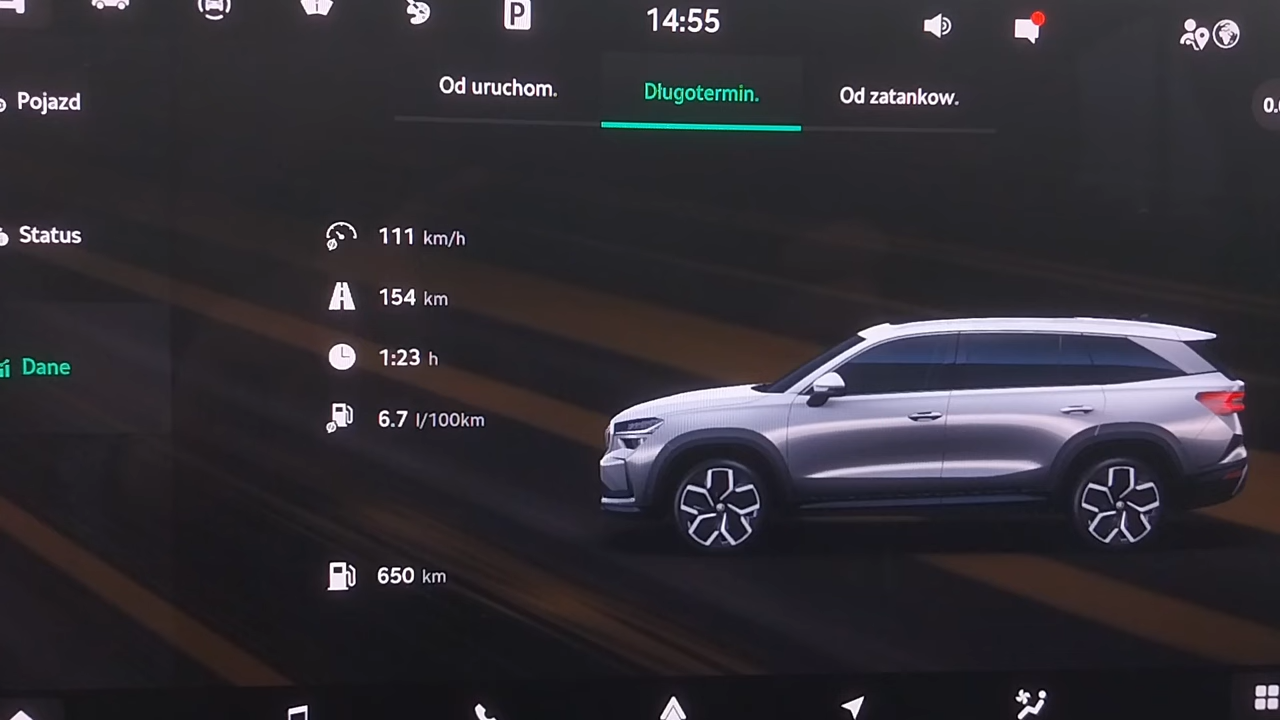 P
14:55
Od uruchom.
Długotermin.
Od zatankow.
0.
Pojazd
Status
Dane
111 km/h
154 km
1:23 h
6.7 l/100km
650 km